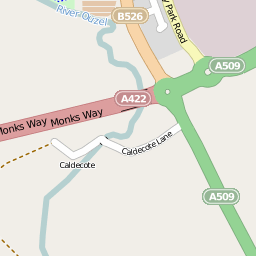 River Ouzel
B526
y Park Road
A509
A422
Monks Way
Monks Way
Caldecote Lane
Caldecote
A509